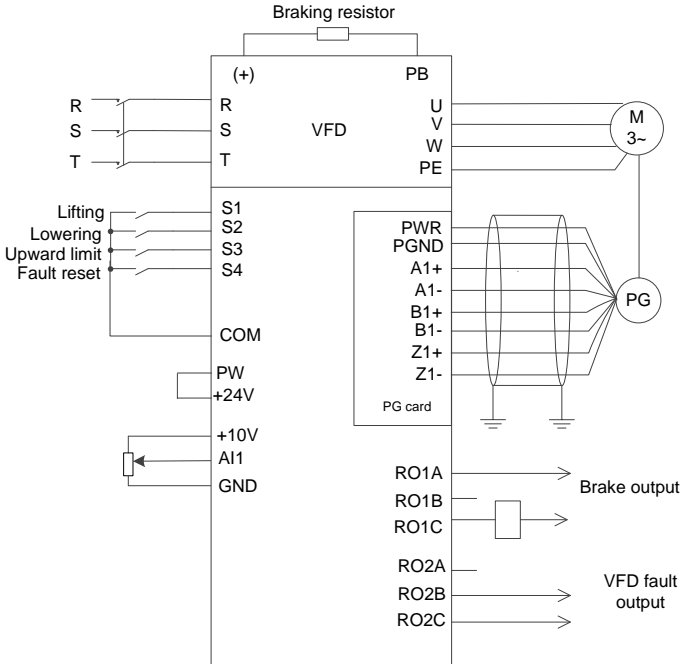 Braking resistor
(+)
PB
R
S
T
R
S
T
VFD
U
V
W
PE
M
3~
Lifting
Lowering
Upward limit
Fault reset
S1
S2
S3
S4
COM
PW
+24V
+10V
AI1
GND
PWR
PGND
A1+
A1-
B1+
B1-
Z1+
Z1-
PG card
PG
RO1A
RO1B
RO1C
Brake output
RO2A
RO2B
RO2C
VFD fault
output